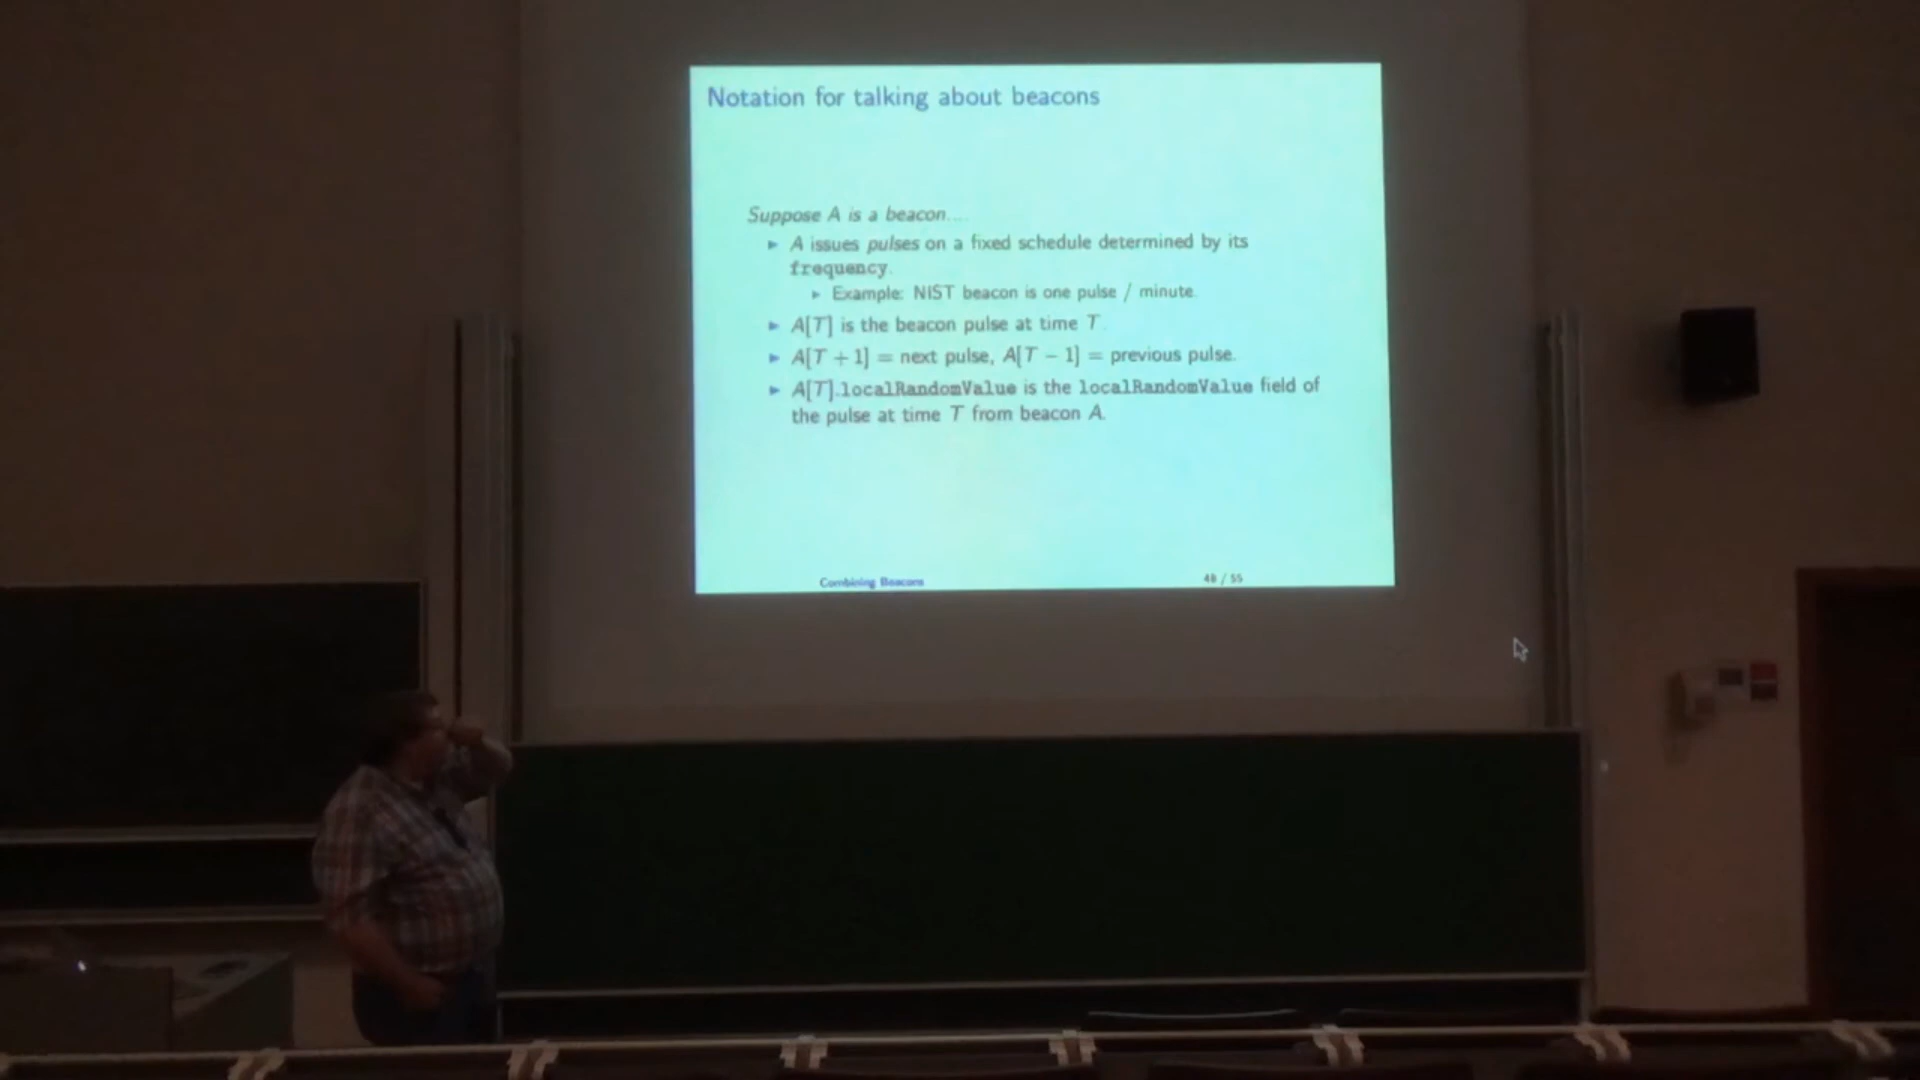 Notation for talking about beacons
Suppose A is a beacon....
A issues pulses on a fixed schedule determined by its
frequency.
Example: NIST beacon is one pulse / minute.
A[T] is the beacon pulse at time T.
A[T + 1] = next pulse, A[T − 1] = previous pulse.
A[T].localRandomValue is the localRandomValue field of
the pulse at time T from beacon A.
Combining Beacons
48 / 55